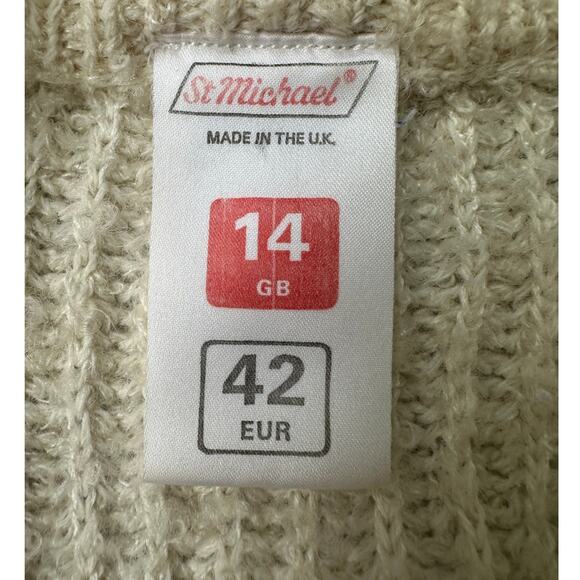 St Michael®
MADE IN THE U.K.
14
GB
42
EUR